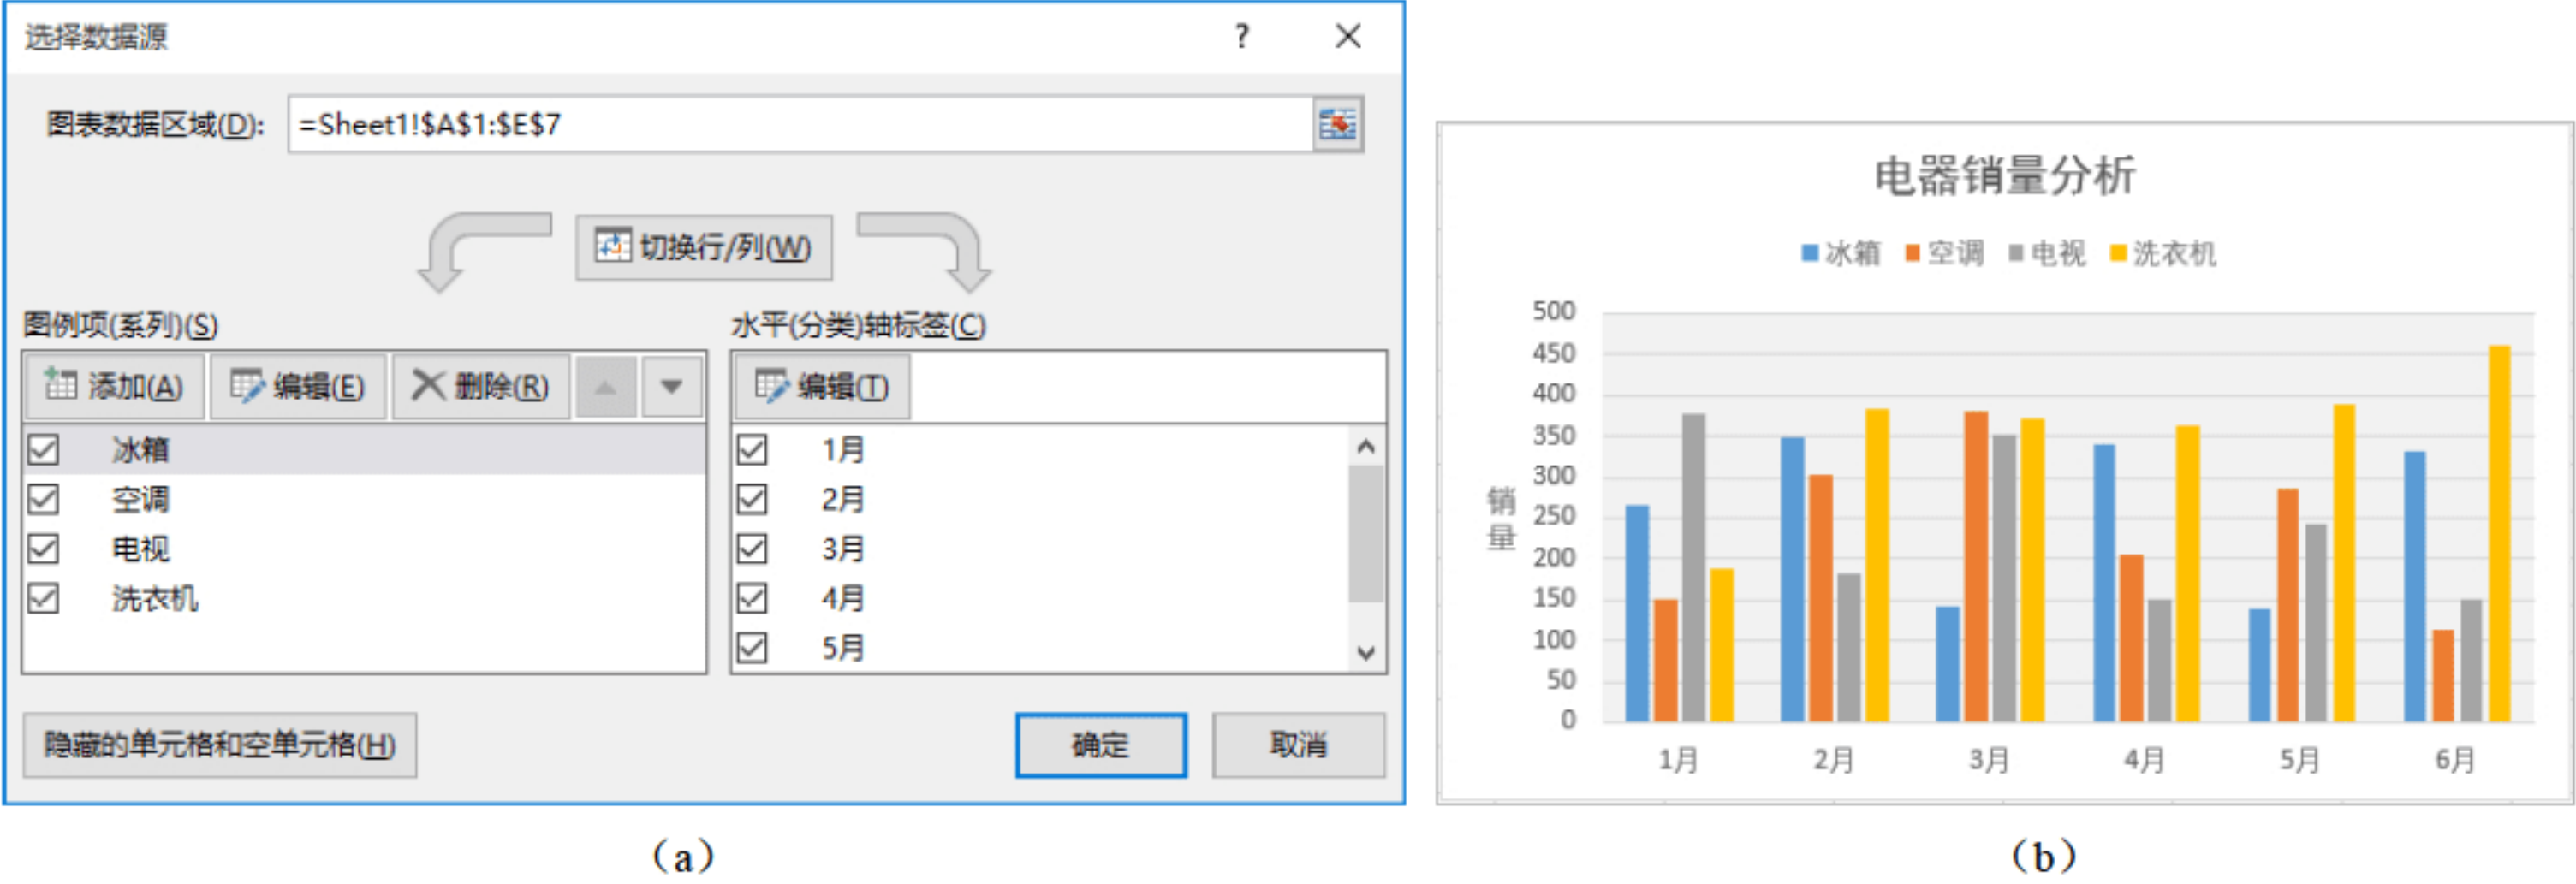 选择数据源
?
图表数据区域(D):
=Sheet1!$A$1:$E$7
切换行/列(W)
图例项(系列)(S)
水平(分类)轴标签(C)
添加(A)
编辑(E)
删除(R)
编辑(T)
冰箱
空调
电视
洗衣机
1月
2月
3月
4月
5月
隐藏的单元格和空单元格(H)
确定
取消
（a）
电器销量分析
冰箱 空调 电视 洗衣机
销量
500
450
400
350
300
250
200
150
100
50
0
1月 2月 3月 4月 5月 6月
（b）